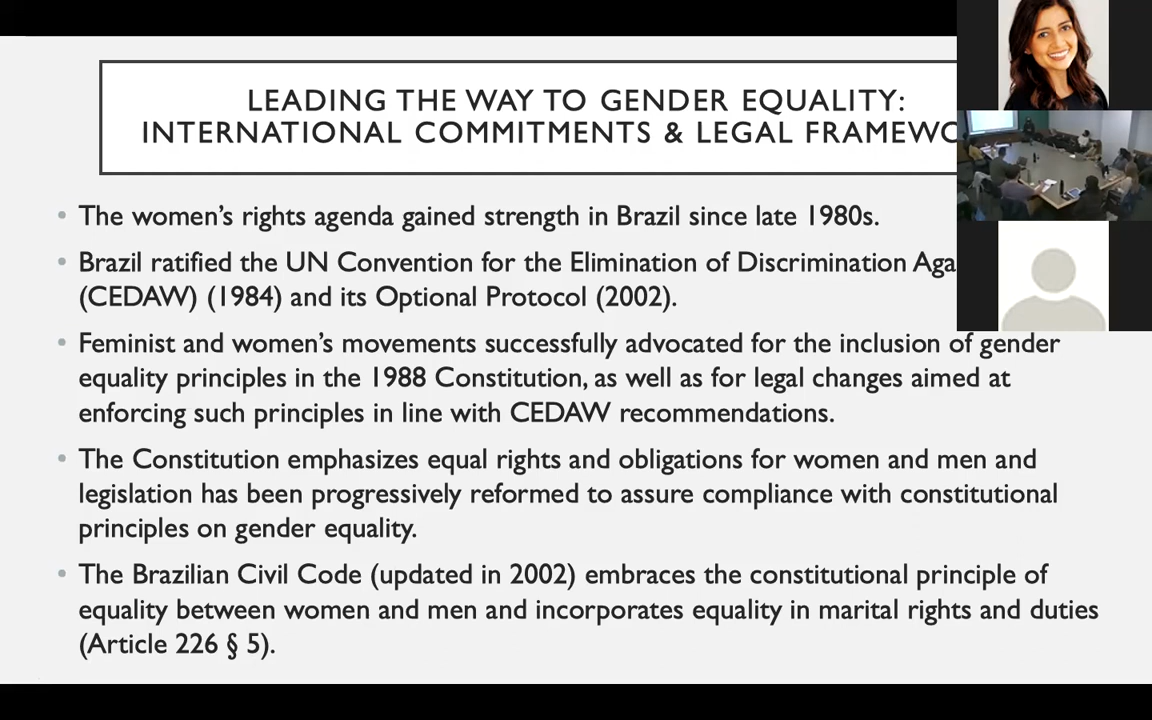 LEADING THE WAY TO GENDER EQUALITY:
INTERNATIONAL COMMITMENTS & LEGAL
• The women's rights agenda gained strength in Brazil since late 1980s.
• Brazil ratified the UN Convention for the Elimination of Discrimination
(CEDAW) (1984) and its Optional Protocol (2002).
• Feminist and women's movements successfully advocated for the inclusion of gender
equality principles in the 1988 Constitution, as well as for legal changes aimed at
enforcing such principles in line with CEDAW recommendations.
• The Constitution emphasizes equal rights and obligations for women and men and
legislation has been progressively reformed to assure compliance with constitutional
principles on gender equality.
• The Brazilian Civil Code (updated in 2002) embraces the constitutional principle of
equality between women and men and incorporates equality in marital rights and duties
(Article 226 § 5).